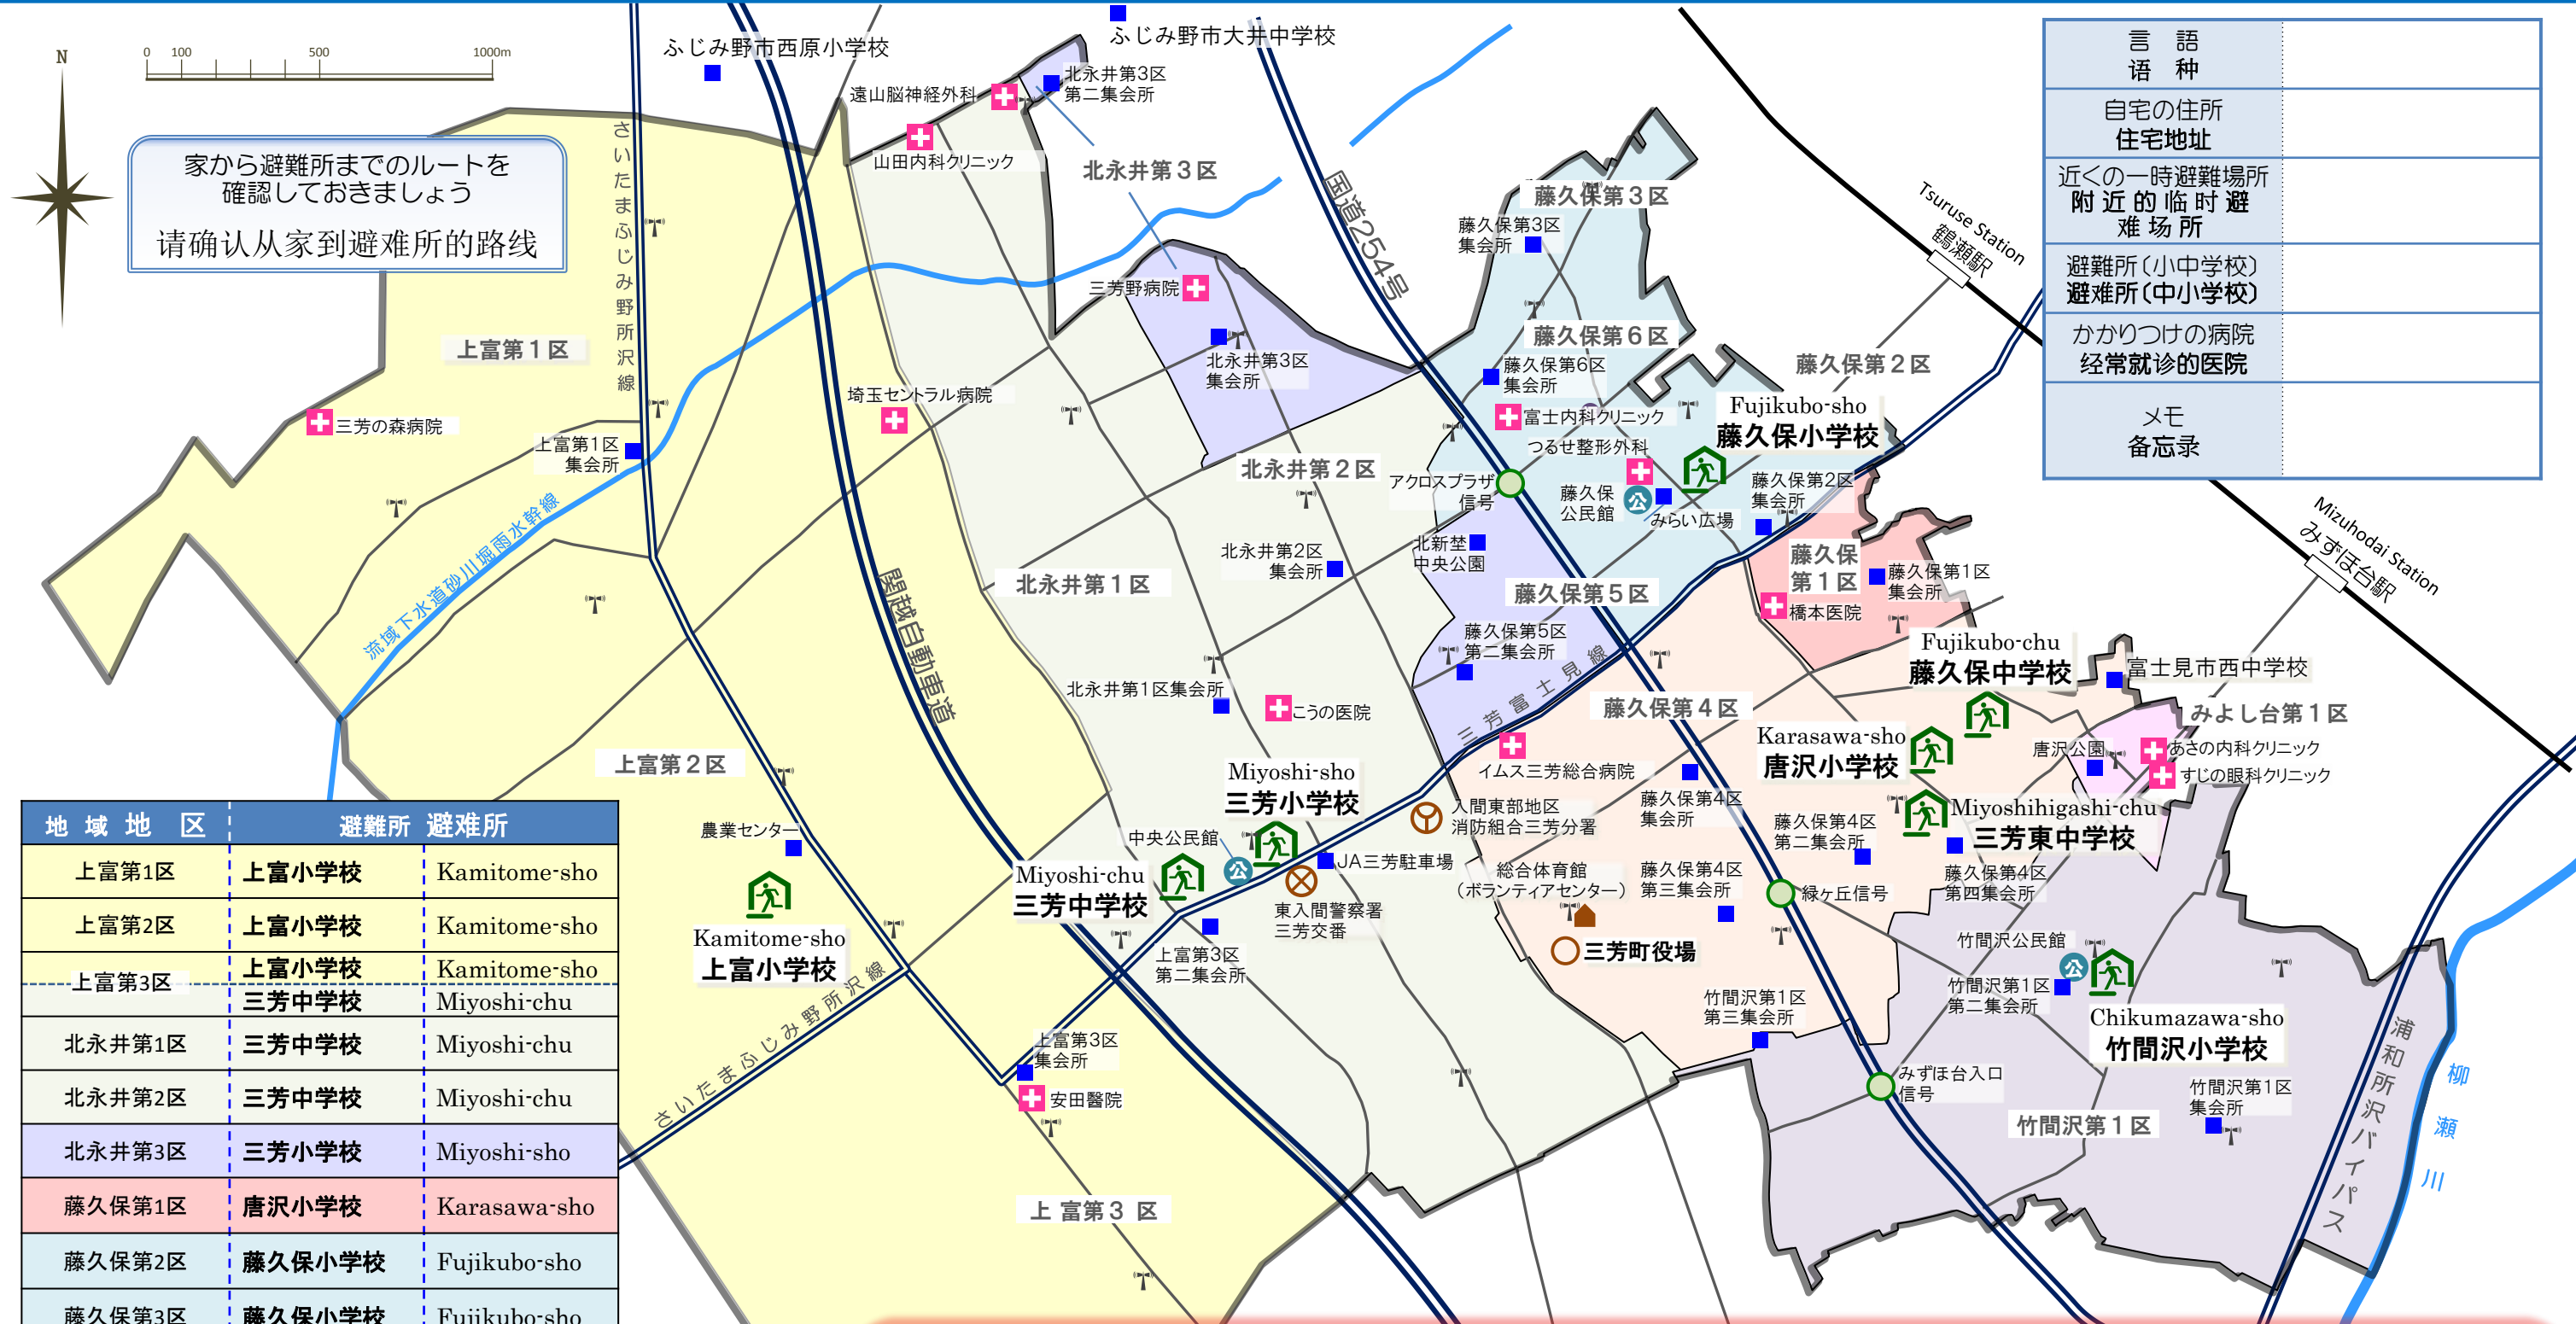 N
0 100 500 1000m
家から避難所までのルートを
確認しておきましょう
请确认从家到避难所的路线
ふじみ野市西原小学校
ふじみ野市大井中学校
遠山脳神経外科
北永井第3区
第二集会所
山田内科クリニック
北永井第３区
さいたまふじみ野所沢線
国道254号
藤久保第３区
藤久保第3区
集会所
Tsuruse Station
鶴瀬駅
言 語
语 种
自宅の住所
住宅地址
近くの一時避難場所
附近的临时避
难场所
避難所〔小中学校〕
避难所〔中小学校〕
かかりつけの病院
经常就诊的医院
メモ
备忘录
三芳野病院
北永井第3区
集会所
上富第１区
埼玉セントラル病院
三芳の森病院
上富第1区
集会所
流域下水道砂川堀雨水幹線
藤久保第６区
藤久保第6区
集会所
藤久保第２区
富士内科クリニック
つるせ整形外科
Fujikubo-sho
藤久保小学校
北永井第２区
アクロスプラザ
信号
藤久保
公民館
みらい広場
藤久保第2区
集会所
Mizuhodai Station
みずほ台駅
関越自動車道
北永井第１区
北永井第2区
集会所
北新埜
中央公園
藤久保第５区
藤久保
第１区
藤久保第1区
集会所
橋本医院
藤久保第5区
第二集会所
三芳富士見線
Fujikubo-chu
藤久保中学校
富士見市西中学校
北永井第1区集会所
こうの医院
藤久保第４区
みよし台第１区
Karasawa-sho
唐沢小学校
唐沢公園
あさの内科クリニック
すじの眼科クリニック
上富第２区
イムス三芳総合病院
Miyoshi-sho
三芳小学校
入間東部地区
消防組合三芳分署
藤久保第4区
集会所
藤久保第4区
第二集会所
Miyoshihigashi-chu
三芳東中学校
農業センター
中央公民館
JA三芳駐車場
総合体育館
（ボランティアセンター）
藤久保第4区
第三集会所
緑ヶ丘信号
藤久保第4区
第四集会所
Miyoshi-chu
三芳中学校
東入間警察署
三芳交番
三芳町役場
Kamitome-sho
上富小学校
上富第3区
第二集会所
竹間沢公民館
竹間沢第1区
第二集会所
竹間沢第1区
第三集会所
Chikumazawa-sho
竹間沢小学校
さいたまふじみ野所沢線
上富第3区
集会所
安田醫院
みずほ台入口
信号
竹間沢第１区
竹間沢第1区
集会所
浦和所沢バイパス
柳瀬川
上富第３区
地域 地 区 避難所 避难所
上富第1区 上富小学校 Kamitome-sho
上富第2区 上富小学校 Kamitome-sho
上富第3区 上富小学校 Kamitome-sho
三芳中学校 Miyoshi-chu
北永井第1区 三芳中学校 Miyoshi-chu
北永井第2区 三芳中学校 Miyoshi-chu
北永井第3区 三芳小学校 Miyoshi-sho
藤久保第1区 唐沢小学校 Karasawa-sho
藤久保第2区 藤久保小学校 Fujikubo-sho
藤久保第3区 藤久保小学校 Fujikubo-sho
公
公
公